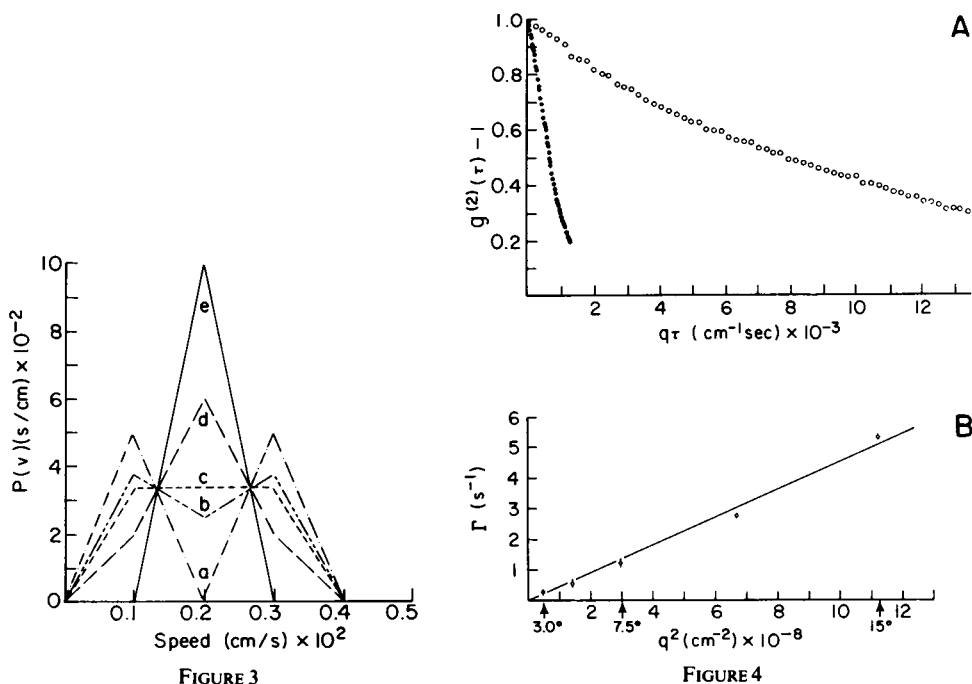 10
8
6
4
2
0
P(v)(s/cm) × 10⁻²
e
d
c
b
a
0.1
0.2
0.3
0.4
0.5
Speed (cm/s) × 10²
FIGURE 3
A
1.0
0.8
0.6
0.4
0.2
g⁽²⁾(τ) − 1
2
4
6
8
10
12
qτ (cm⁻¹sec) × 10⁻³
B
6
5
4
3
2
1
Γ (s⁻¹)
2
4
6
8
10
12
3.0°
7.5°
15°
q² (cm⁻²) × 10⁻⁸
FIGURE 4